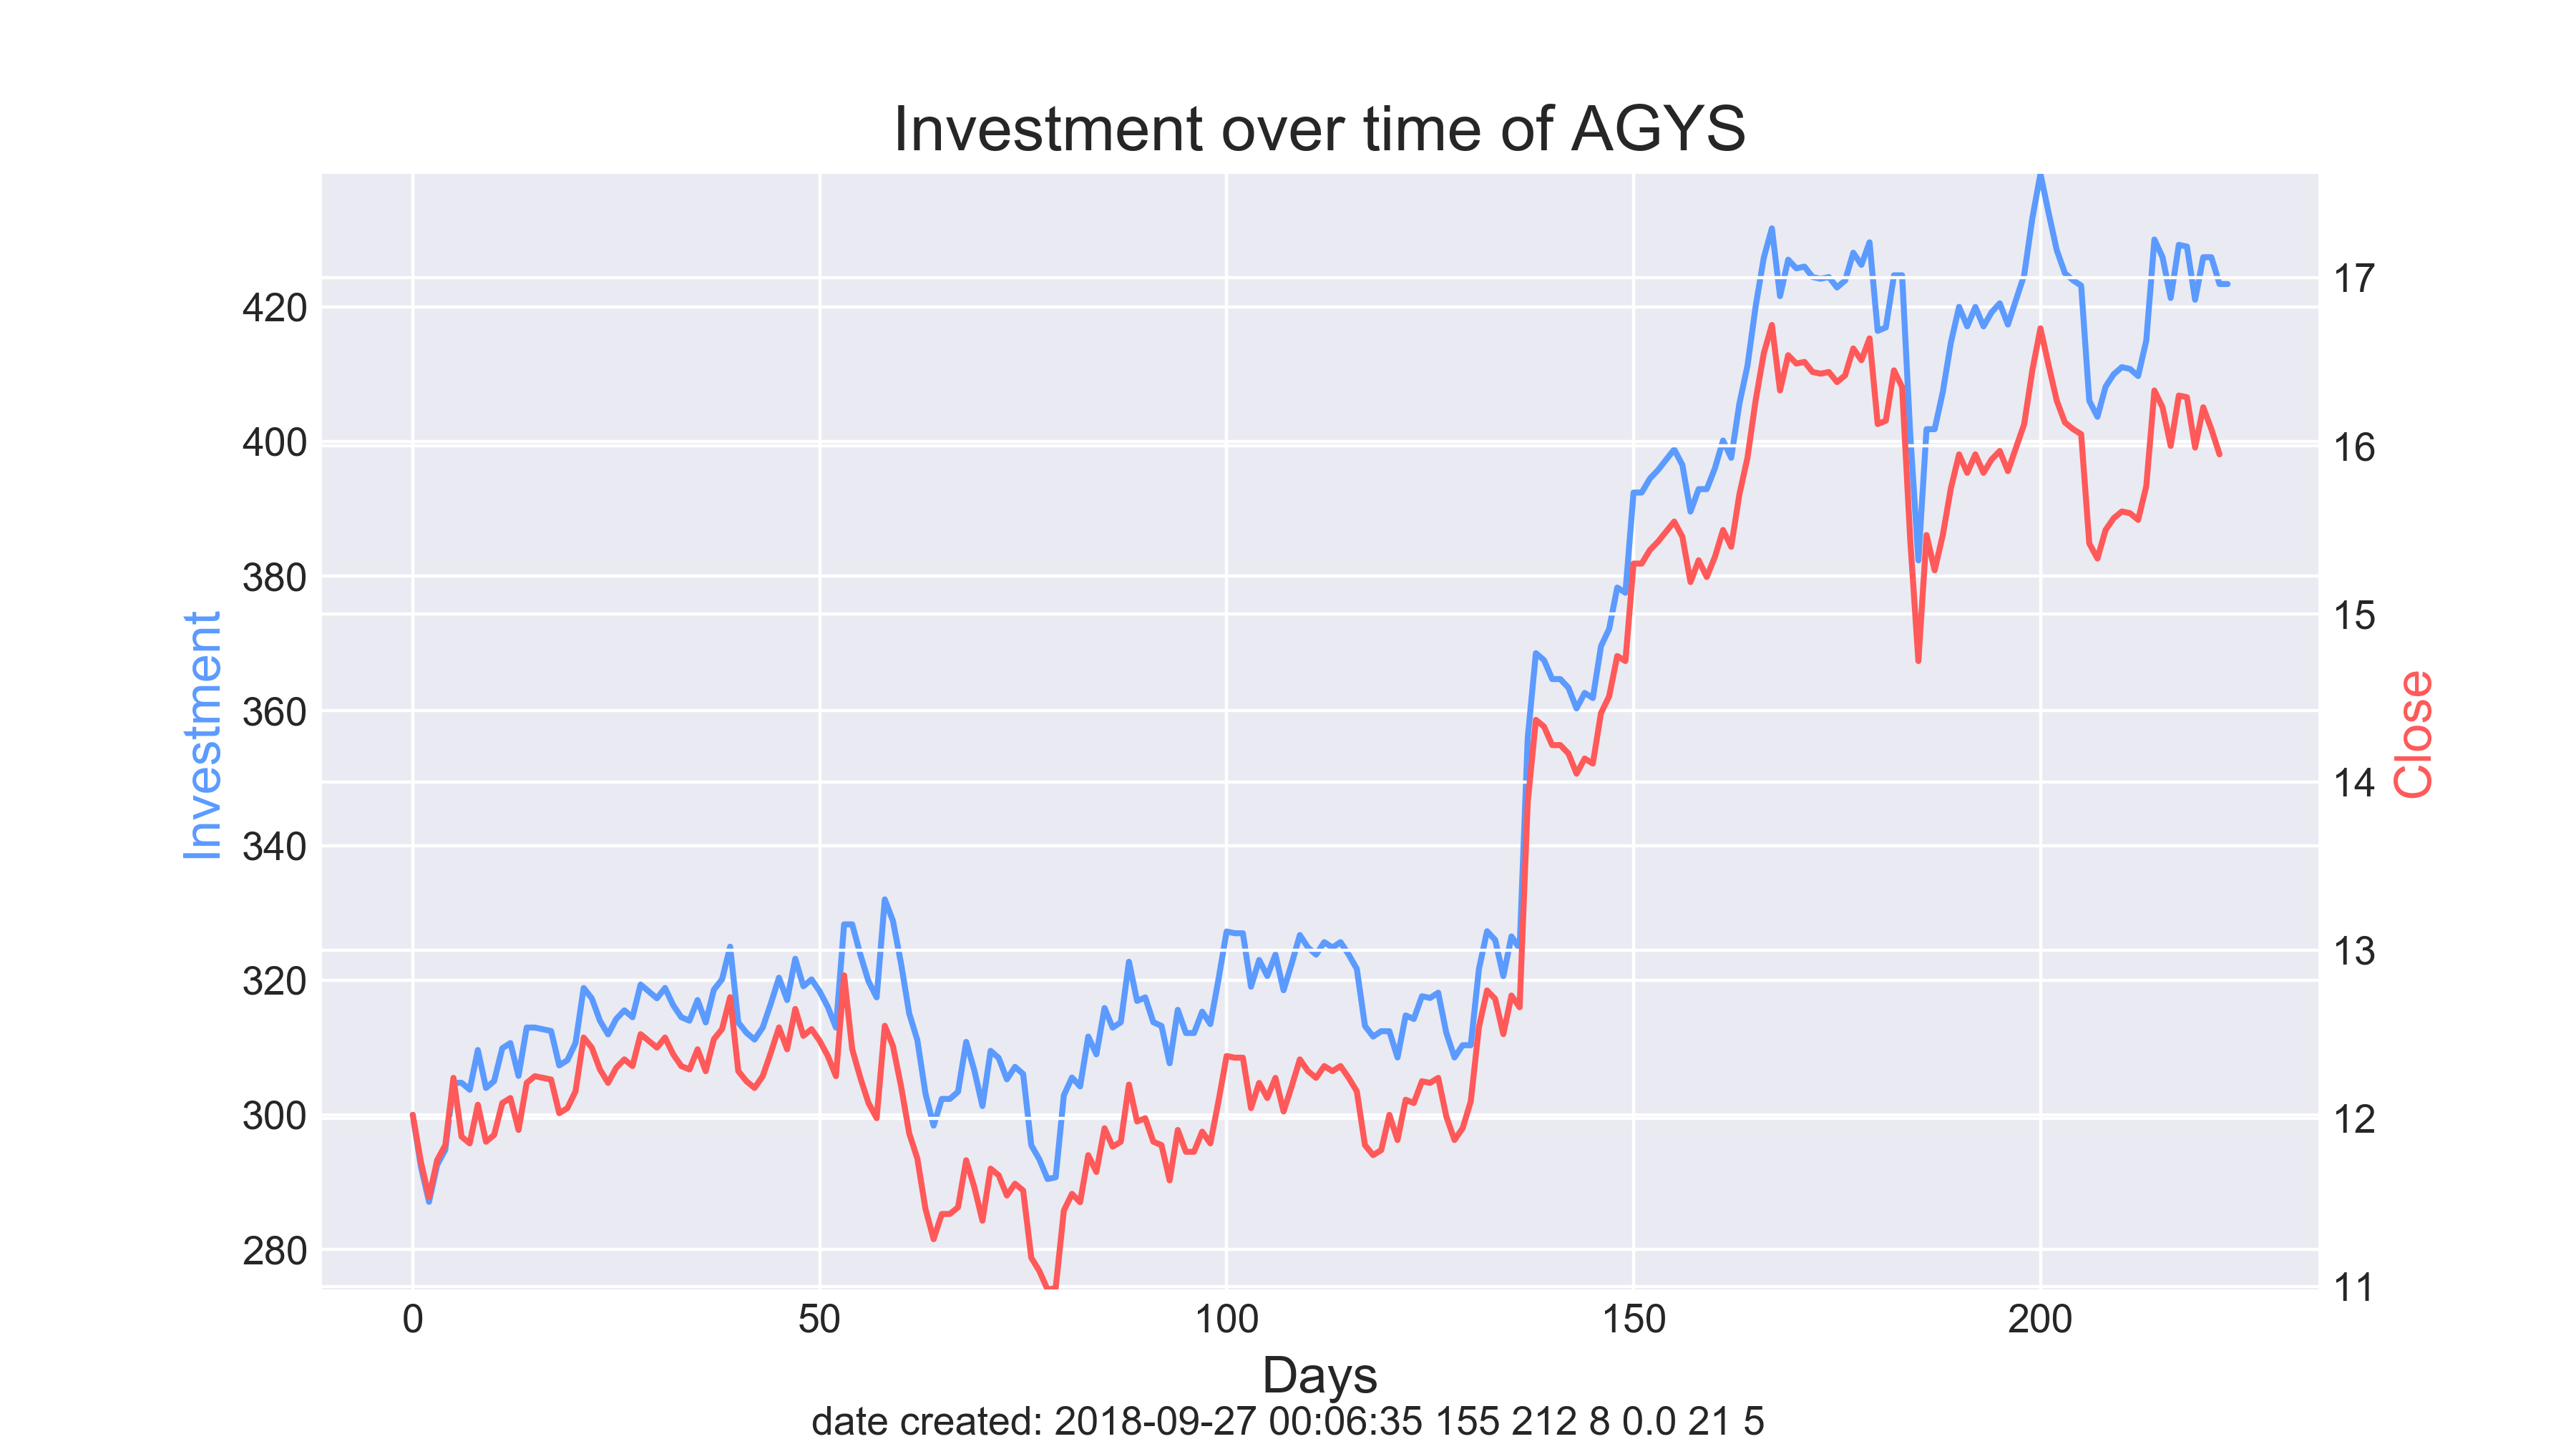 Investment over time of AGYS
Investment
420
400
380
360
340
320
300
280
17
16
15
14
13
12
11
Close
0 50 100 150 200
Days
date created: 2018-09-27 00:06:35 155 212 8 0.0 21 5